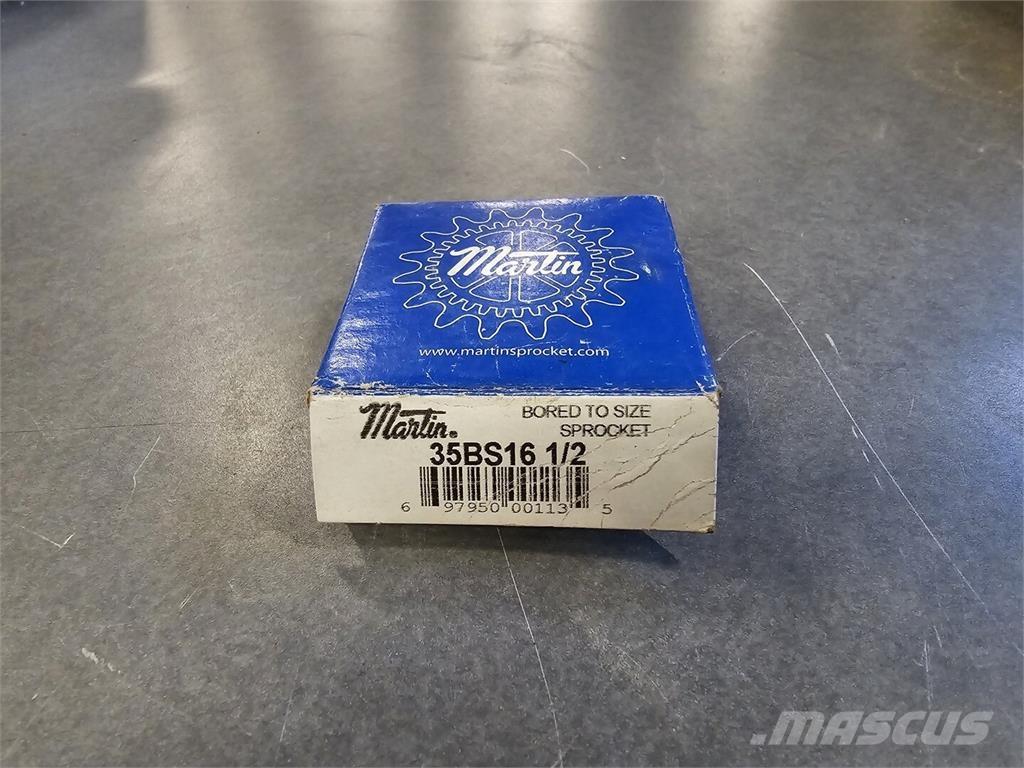 Martin
www.martinsprocket.com
Martin® BORED TO SIZE
SPROCKET
35BS16 1/2
6 97950 00113 5
MASCUS